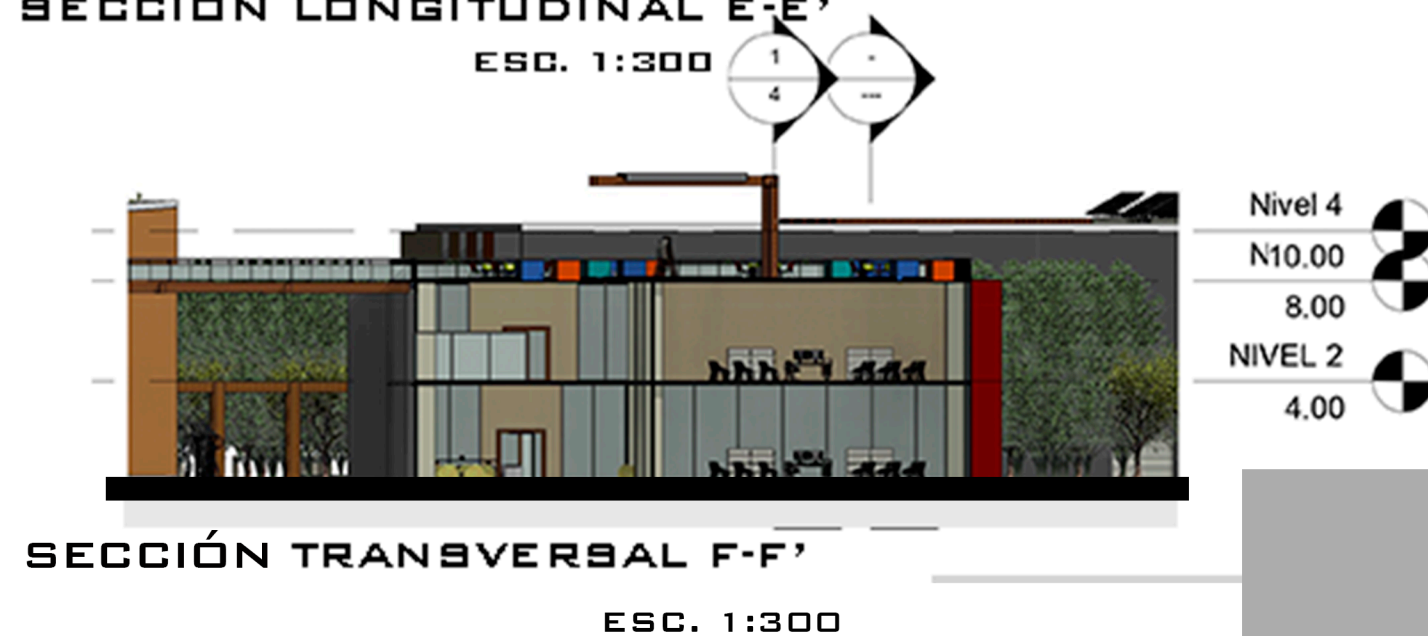 SECCIÓN LONGITUDINAL E-E'
ESC. 1:300
1
4
-
---
Nivel 4
N10.00
8.00
NIVEL 2
4.00
SECCIÓN TRANSVERSAL F-F'
ESC. 1:300